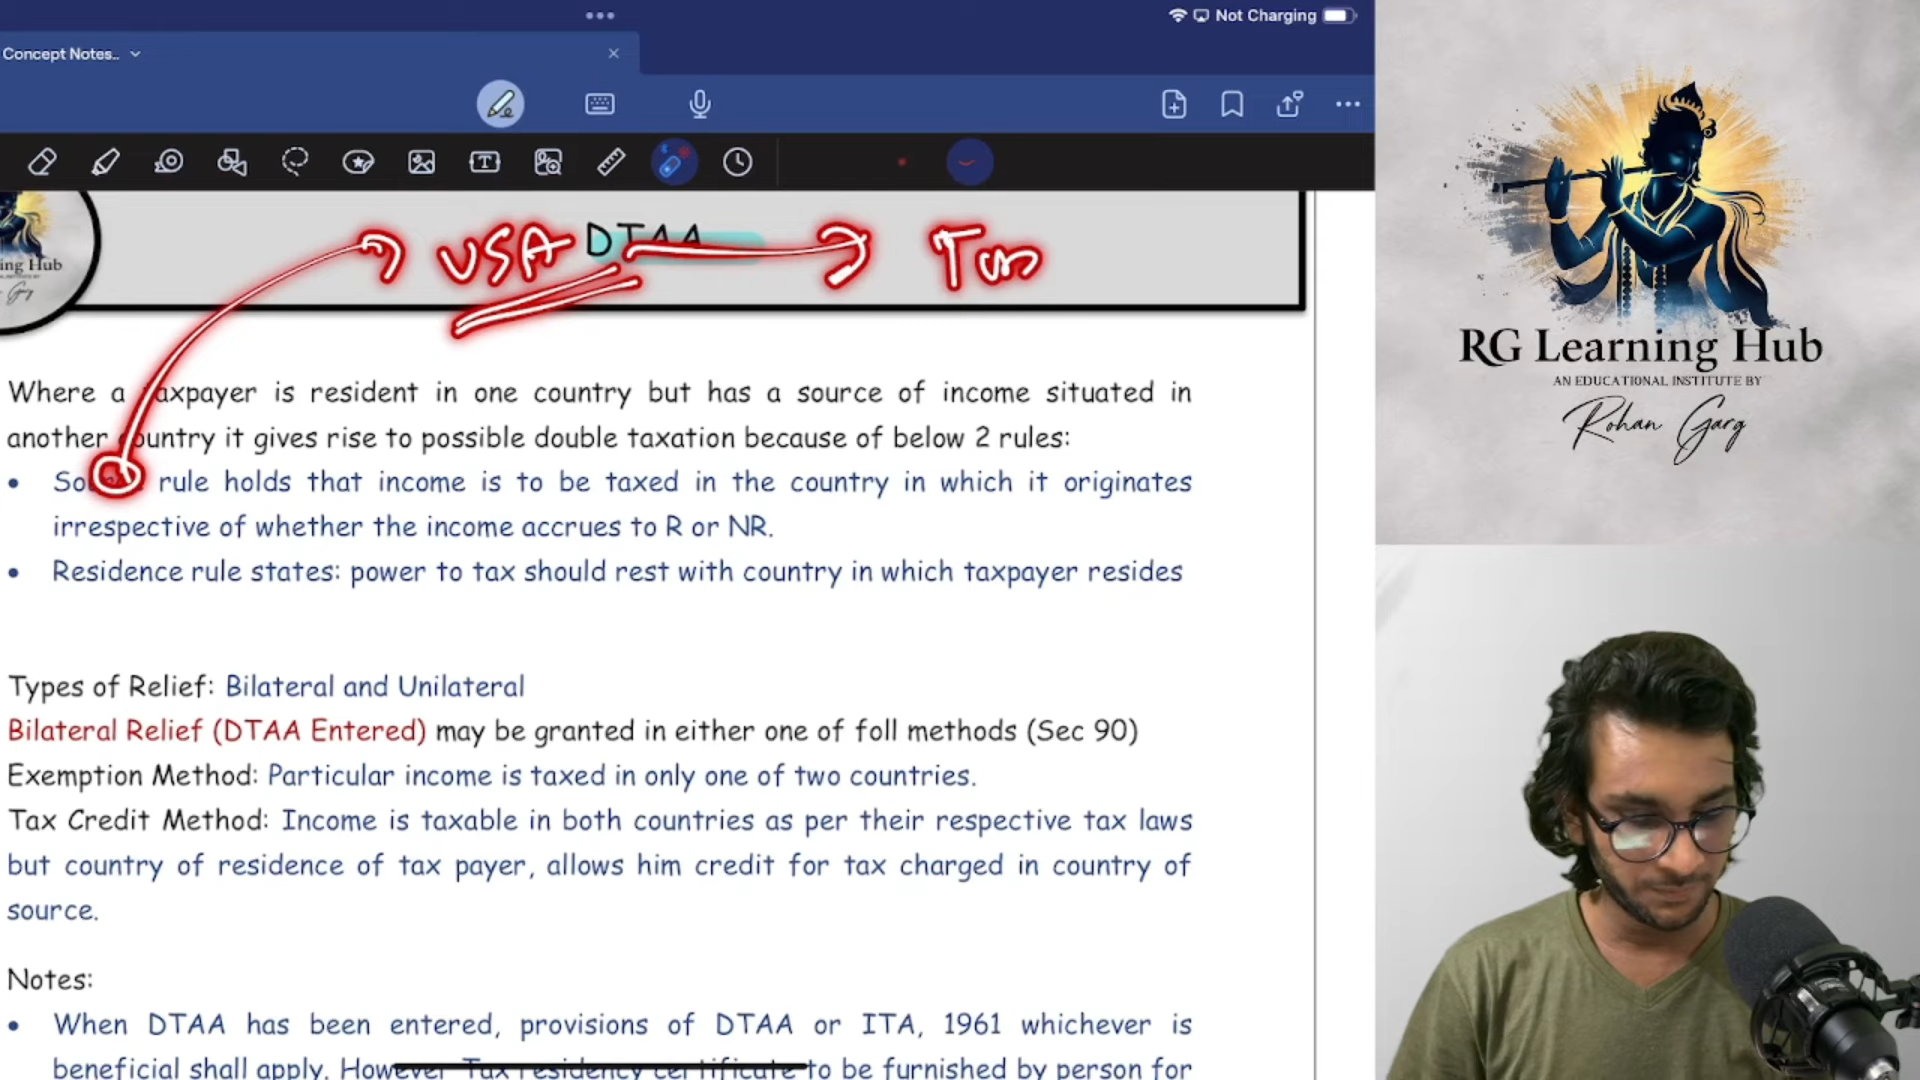 Not Charging
Concept Notes..
ing Hub
USA DTAA
Where a taxpayer is resident in one country but has a source of income situated in
another country it gives rise to possible double taxation because of below 2 rules:
• rule holds that income is to be taxed in the country in which it originates
irrespective of whether the income accrues to R or NR.
• Residence rule states: power to tax should rest with country in which taxpayer resides
Types of Relief: Bilateral and Unilateral
Bilateral Relief (DTAA Entered) may be granted in either one of foll methods (Sec 90)
Exemption Method: Particular income is taxed in only one of two countries.
Tax Credit Method: Income is taxable in both countries as per their respective tax laws
but country of residence of tax payer, allows him credit for tax charged in country of
source.
Notes:
• When DTAA has been entered, provisions of DTAA or ITA, 1961 whichever is
beneficial shall apply. However Tax residency certificate to be furnished by person for
RG Learning Hub
AN EDUCATIONAL INSTITUTE BY
Rohan Garg